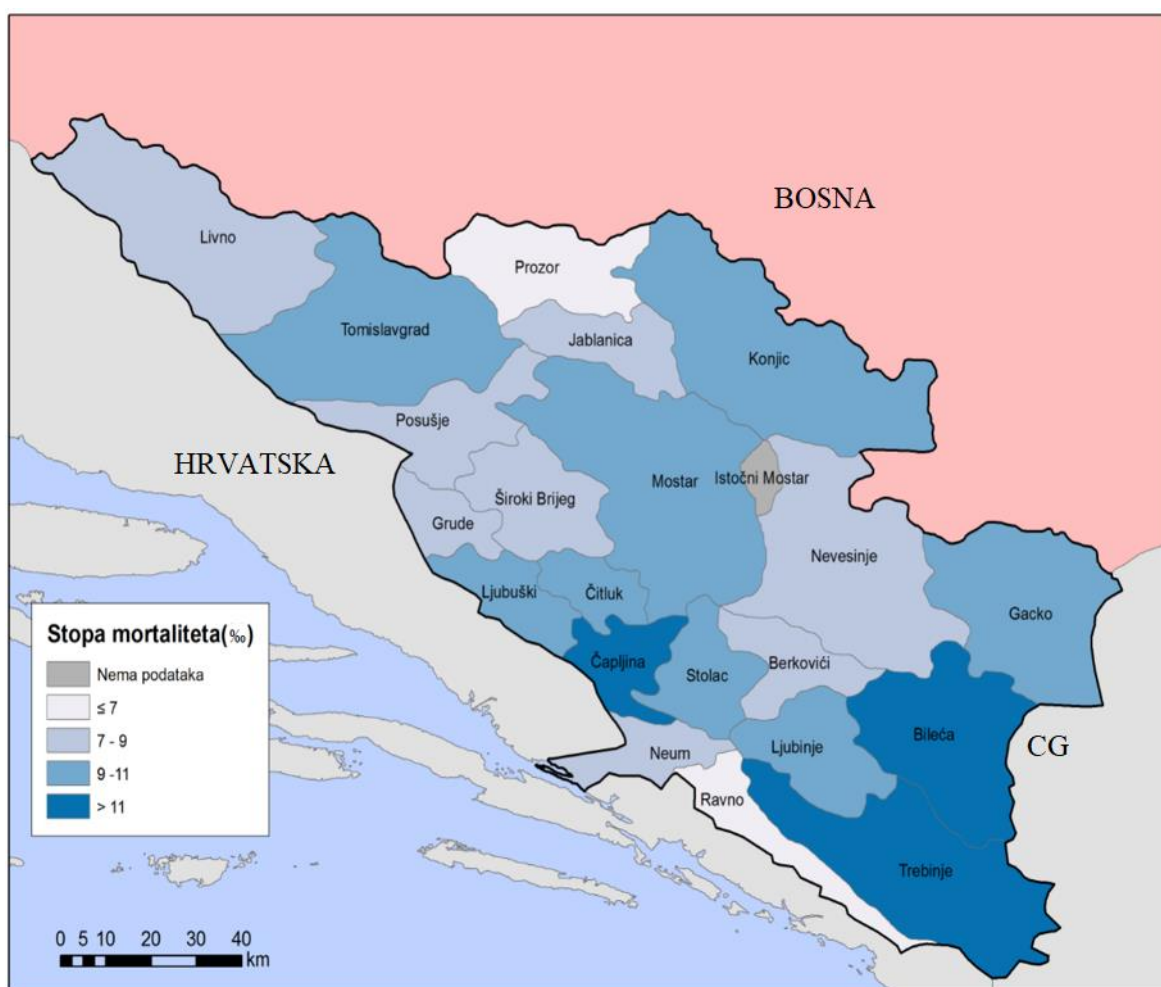 BOSNA
Livno
Prozor
Tomislavgrad
Jablanica
Konjic
Posušje
HRVATSKA
Široki Brijeg
Mostar
Istočni Mostar
Grude
Nevesinje
Ljubuški
Čitluk
Gacko
Čapljina
Stolac
Berkovići
Neum
Ljubinje
Bileća
CG
Ravno
Trebinje
Stopa mortaliteta(‰)
Nema podataka
≤ 7
7 - 9
9 -11
> 11
0 5 10 20 30 40
km